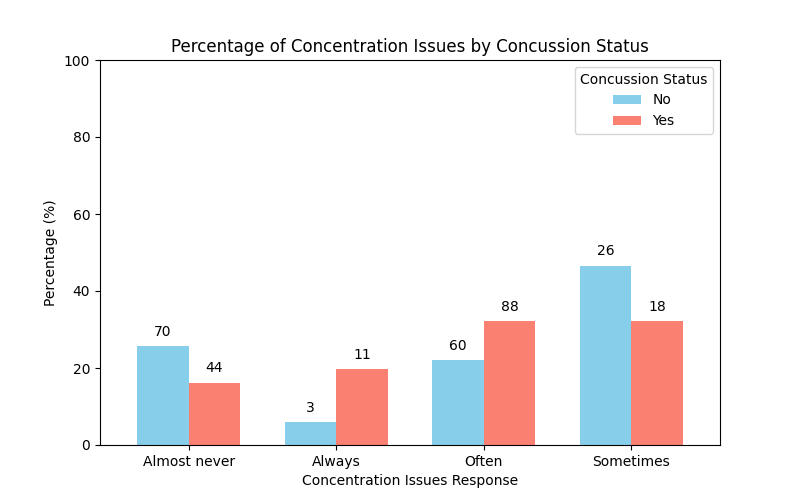 Percentage of Concentration Issues by Concussion Status
100
80
60
40
20
0
Percentage (%)
Concussion Status
No
Yes
70
44
3
11
60
88
26
18
Almost never
Always
Often
Sometimes
Concentration Issues Response